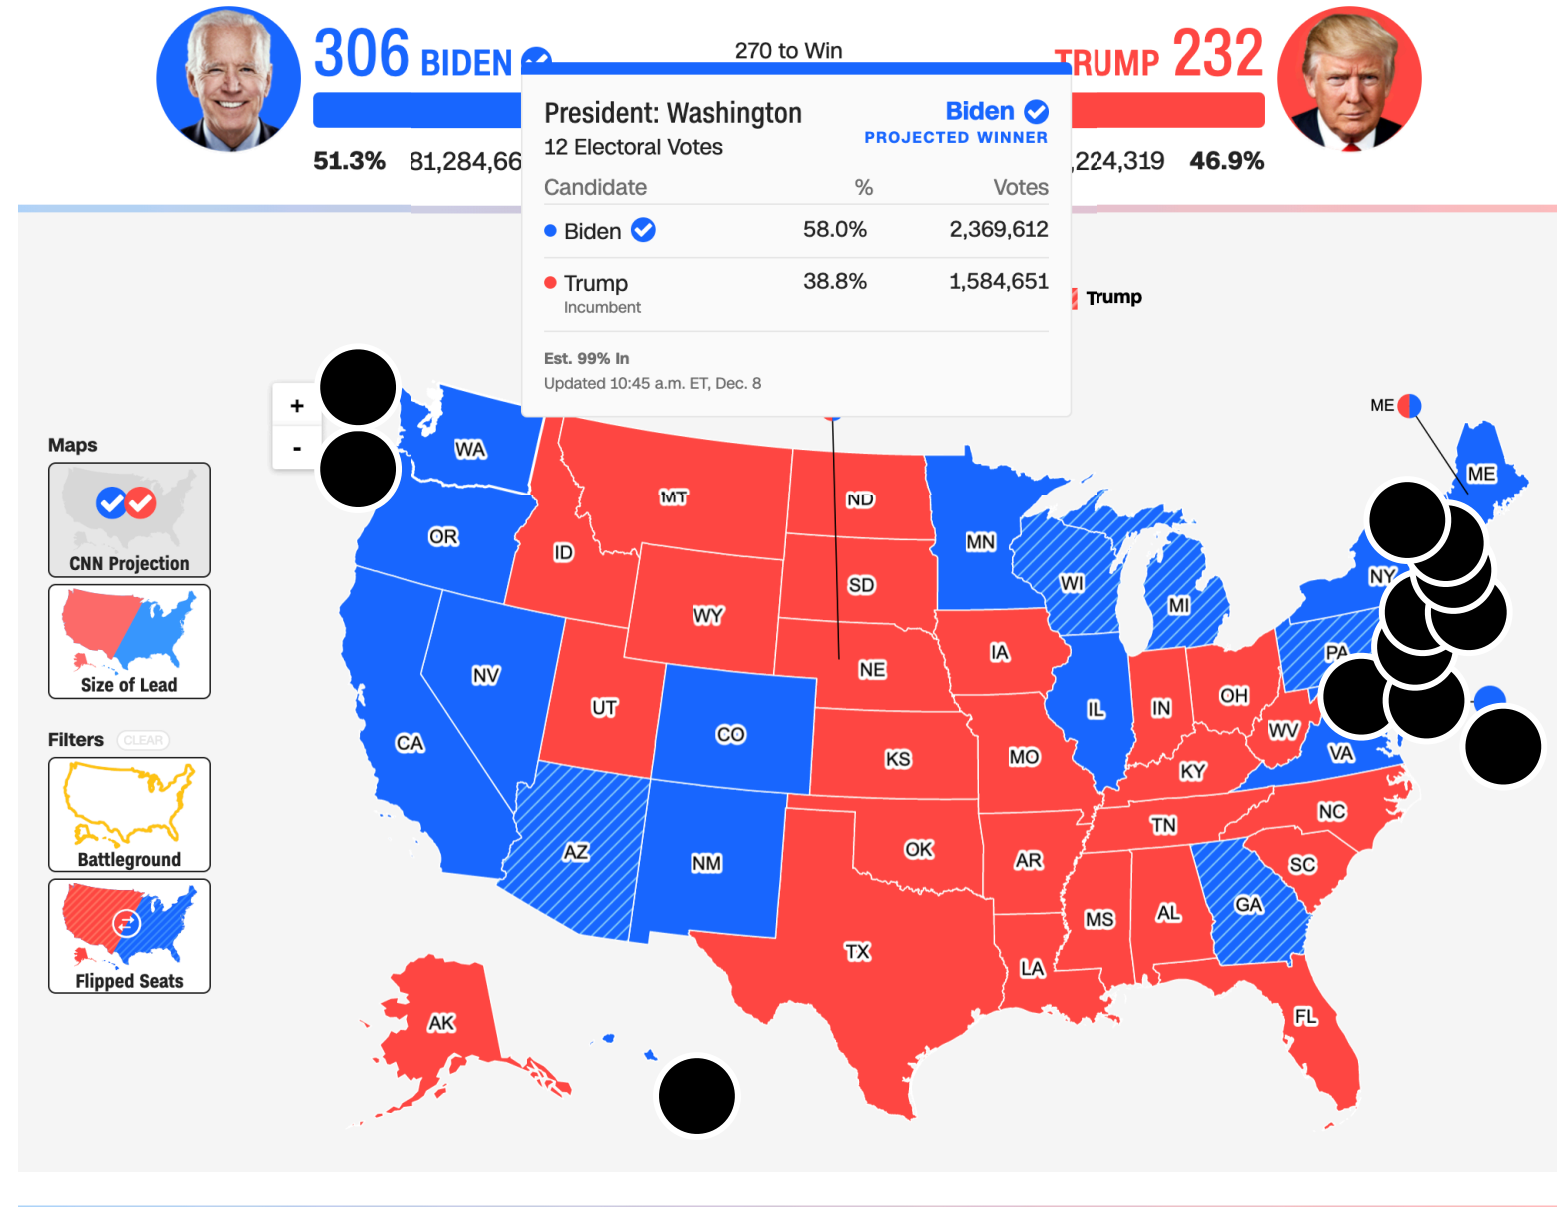 306 BIDEN
270 to Win
TRUMP 232
51.3% 81,284,66
,224,319 46.9%
President: Washington
Biden
12 Electoral Votes
PROJECTED WINNER
Candidate % Votes
Biden 58.0% 2,369,612
Trump 38.8% 1,584,651
Incumbent
Est. 99% In
Updated 10:45 a.m. ET, Dec. 8
Trump
+
-
Maps
CNN Projection
Size of Lead
Filters CLEAR
Battleground
Flipped Seats
ME
WA
MT
ND
ME
OR
ID
MN
SD
WI
NY
MI
WY
IA
PA
NE
NV
UT
IL
IN
OH
CO
WV
CA
KS
MO
VA
KY
NC
TN
AZ
NM
OK
AR
SC
GA
MS
AL
TX
LA
AK
FL